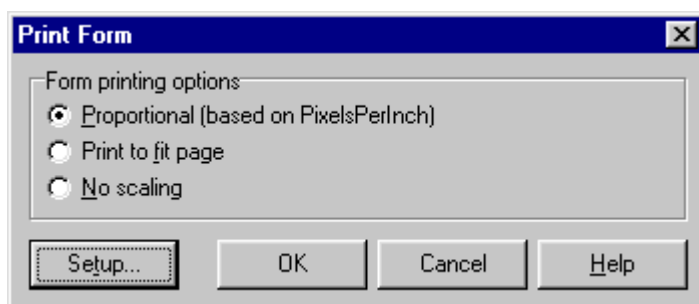 Print Form
Form printing options
Proportional (based on PixelsPerInch)
Print to fit page
No scaling
Setup... OK Cancel Help